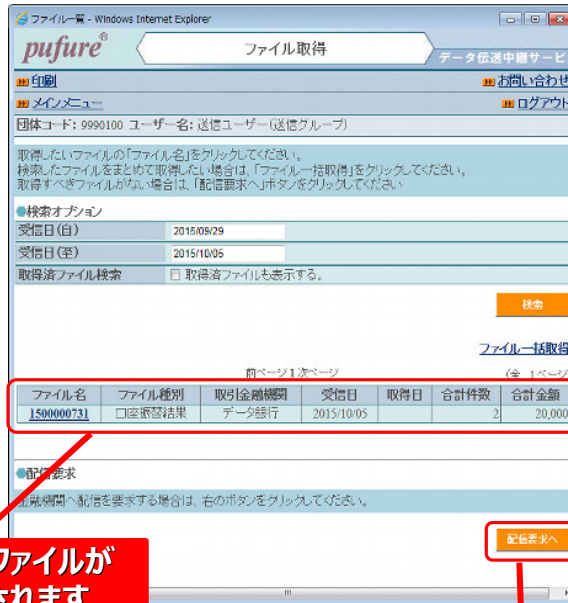 ファイル一覧 - Windows Internet Explorer
pufure®
ファイル取得
データ伝送中継サービ
印刷
お問い合わせ
メインメニュー
ログアウト
団体コード: 9990100 ユーザー名: 送信ユーザー(送信グループ)
取得したいファイルの「ファイル名」をクリックしてください。
検索したファイルをまとめて取得したい場合は、「ファイル一括取得」をクリックしてください。
取得すべきファイルがない場合は、「配信要求へ」ボタンをクリックしてください
●検索オプション
受信日(自) 2015/09/29
受信日(至) 2015/10/05
取得済ファイル検索 取得済ファイルも表示する。
検索
ファイル一括取得
前ページ1次ページ (全 1ページ
ファイル名 ファイル種別 取引金融機関 受信日 取得日 合計件数 合計金額
1500000731 口座振替結果 データ銀行 2015/10/05 2 20,000
●配信要求
金融機関へ配信を要求する場合は、右のボタンをクリックしてください。
配信要求へ
ファイルが
されます